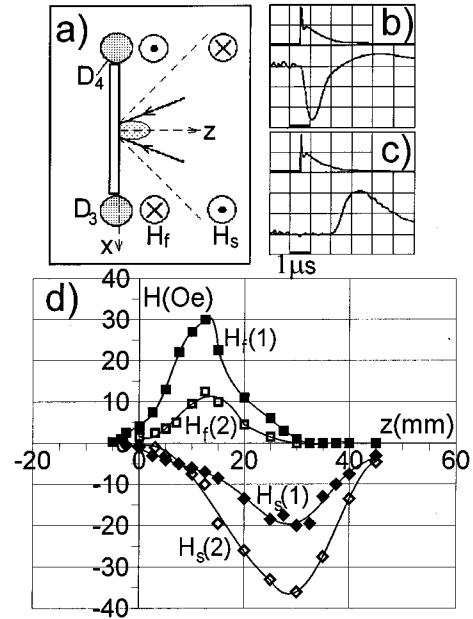 a)
D4
z
D3
x
Hf
Hs
b)
c)
1μs
d)
H(Oe)
40
30
Hf(1)
20
10
Hf(2)
z(mm)
0
-20
0
20
40
60
-10
Hs(1)
-20
Hs(2)
-30
-40